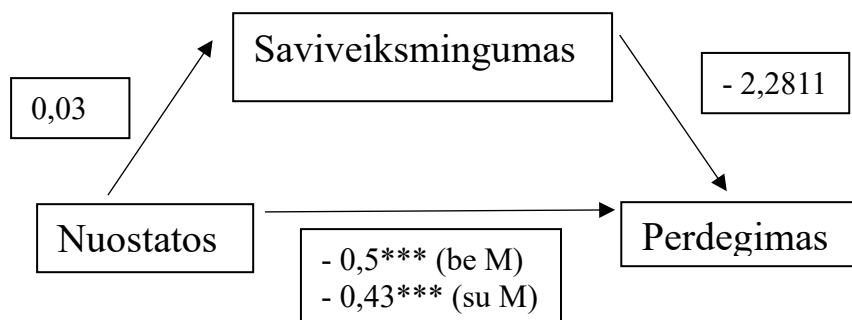 Saviveiksmingumas
0,03
- 2,2811
Nuostatos
- 0,5*** (be M)
- 0,43*** (su M)
Perdegimas